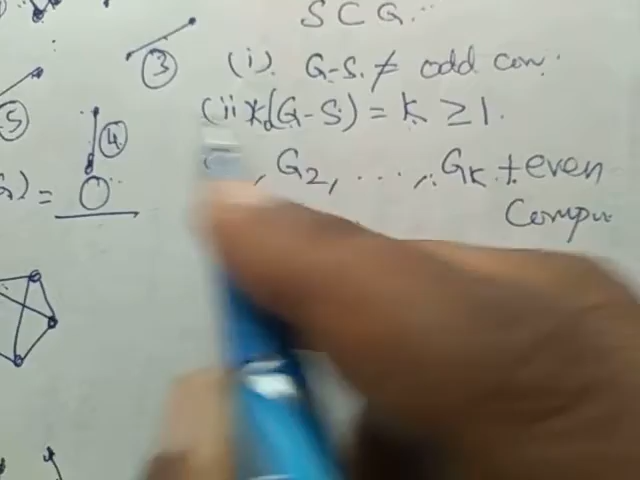 S C G..
③ (i). G-S. ≠ odd com.
⑤ (ii) k₀(G-S) = k ≥ 1.
④
, G₂, ..., Gₖ + even
) = 0
Compu